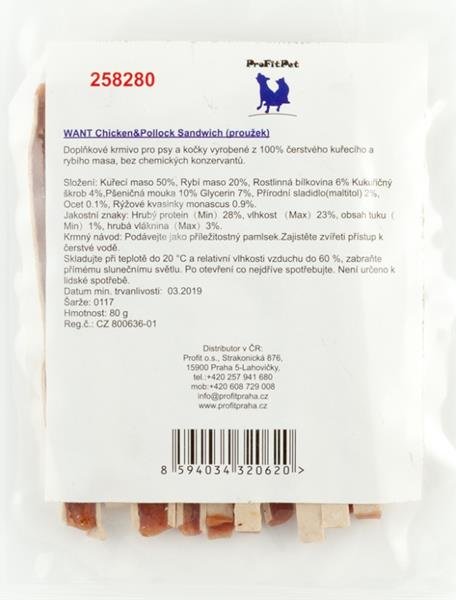 ProFitPet
258280
WANT Chicken&Pollock Sandwich (proužek)
Doplňkové krmivo pro psy a kočky vyrobené z 100% čerstvého kuřecího a
rybího masa, bez chemických konzervantů.
Složení: Kuřecí maso 50%, Rybí maso 20%, Rostlinná bílkovina 6% Kukuřičný
škrob 4%,Pšeničná mouka 10% Glycerin 7%, Přírodní sladidlo(maltitol) 2%,
Ocet 0.1%, Rýžové kvasinky monascus 0.9%.
Jakostní znaky: Hrubý protein（Min）28%, vlhkost （Max）23%, obsah tuku（
Min）1%, hrubá vláknina（Max）3%.
Krmný návod: Podávejte jako příležitostný pamlsek.Zajistěte zvířeti přístup k
čerstvé vodě.
Skladujte při teplotě do 20 °C a relativní vlhkosti vzduchu do 60 %, zabraňte
přímému slunečnímu světlu. Po otevření co nejdříve spotřebujte. Není určeno k
lidské spotřebě.
Datum min. trvanlivosti: 03.2019
Šarže: 0117
Hmotnost: 80 g
Reg.č.: CZ 800636-01
Distributor v ČR:
Profit o.s., Strakonická 876,
15900 Praha 5-Lahovičky,
tel.:+420 257 941 680
mob+420 608 729 008
info@profitpraha.cz
www.profitpraha.cz
8 594034 320620 >